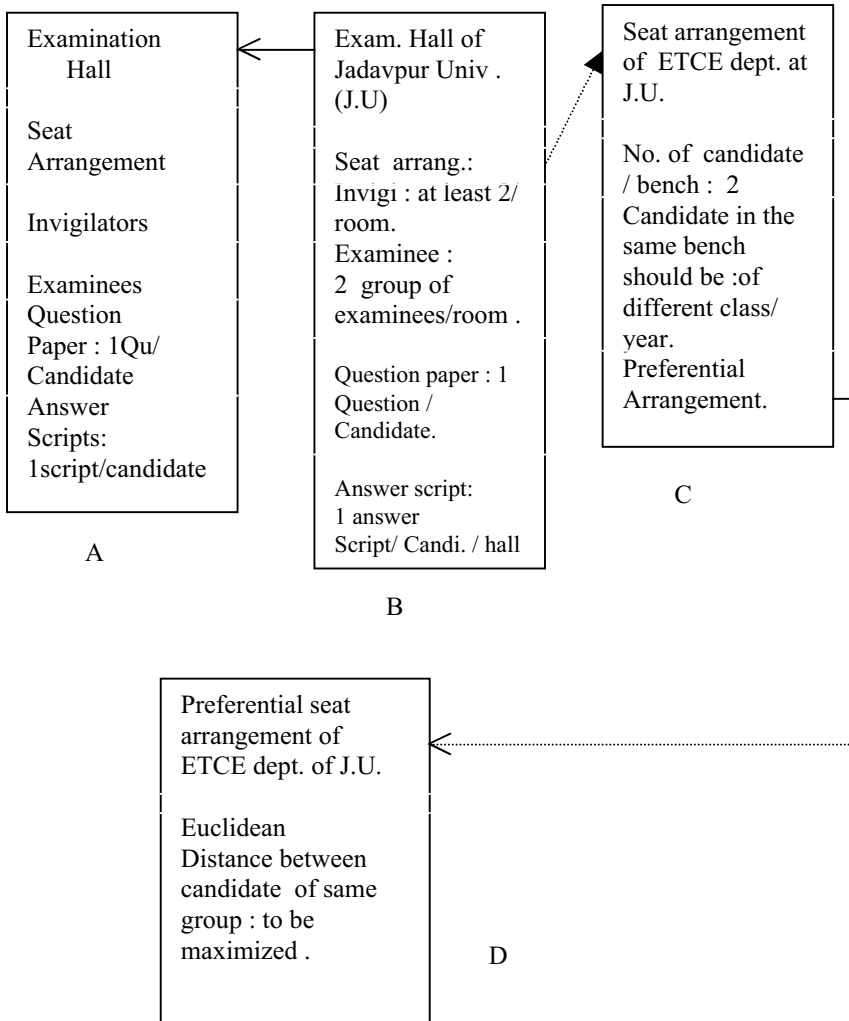 Examination
Hall
Seat
Arrangement
Invigilators
Examinees
Question
Paper : 1Qu/
Candidate
Answer
Scripts:
1script/candidate
A
Exam. Hall of
Jadavpur Univ .
(J.U)
Seat arrang.:
Invigi : at least 2/
room.
Examinee :
2 group of
examinees/room .
Question paper : 1
Question /
Candidate.
Answer script:
1 answer
Script/ Candi. / hall
B
Seat arrangement
of ETCE dept. at
J.U.
No. of candidate
/ bench : 2
Candidate in the
same bench
should be :of
different class/
year.
Preferential
Arrangement.
C
Preferential seat
arrangement of
ETCE dept. of J.U.
Euclidean
Distance between
candidate of same
group : to be
maximized .
D